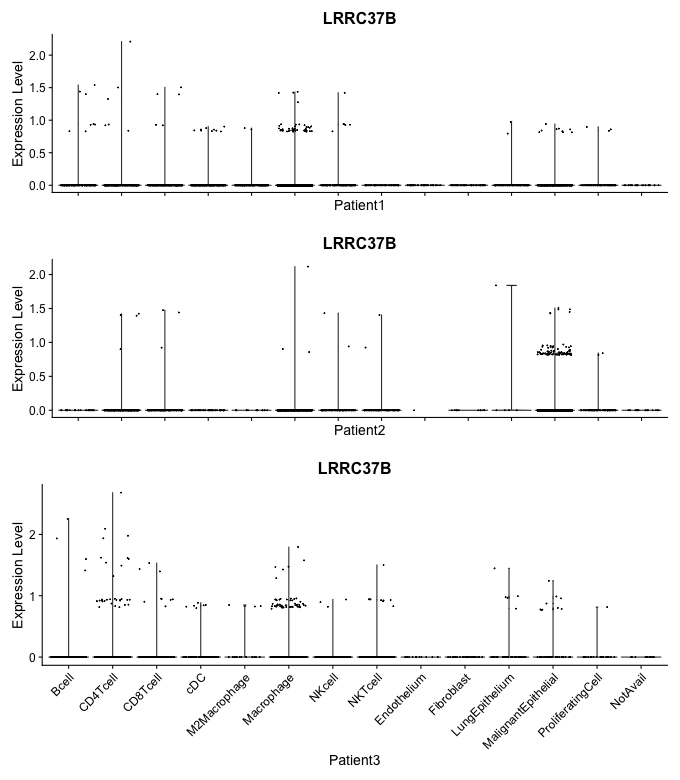 LRRC37B
Expression Level
2.0
1.5
1.0
0.5
0.0
Patient1
LRRC37B
Expression Level
2.0
1.5
1.0
0.5
0.0
Patient2
LRRC37B
Expression Level
2
1
0
Bcell
CD4Tcell
CD8Tcell
cDC
M2Macrophage
Macrophage
NKcell
NKTcell
Endothelium
Fibroblast
LungEpithelium
MalignantEpithelial
ProliferatingCell
NotAvail
Patient3